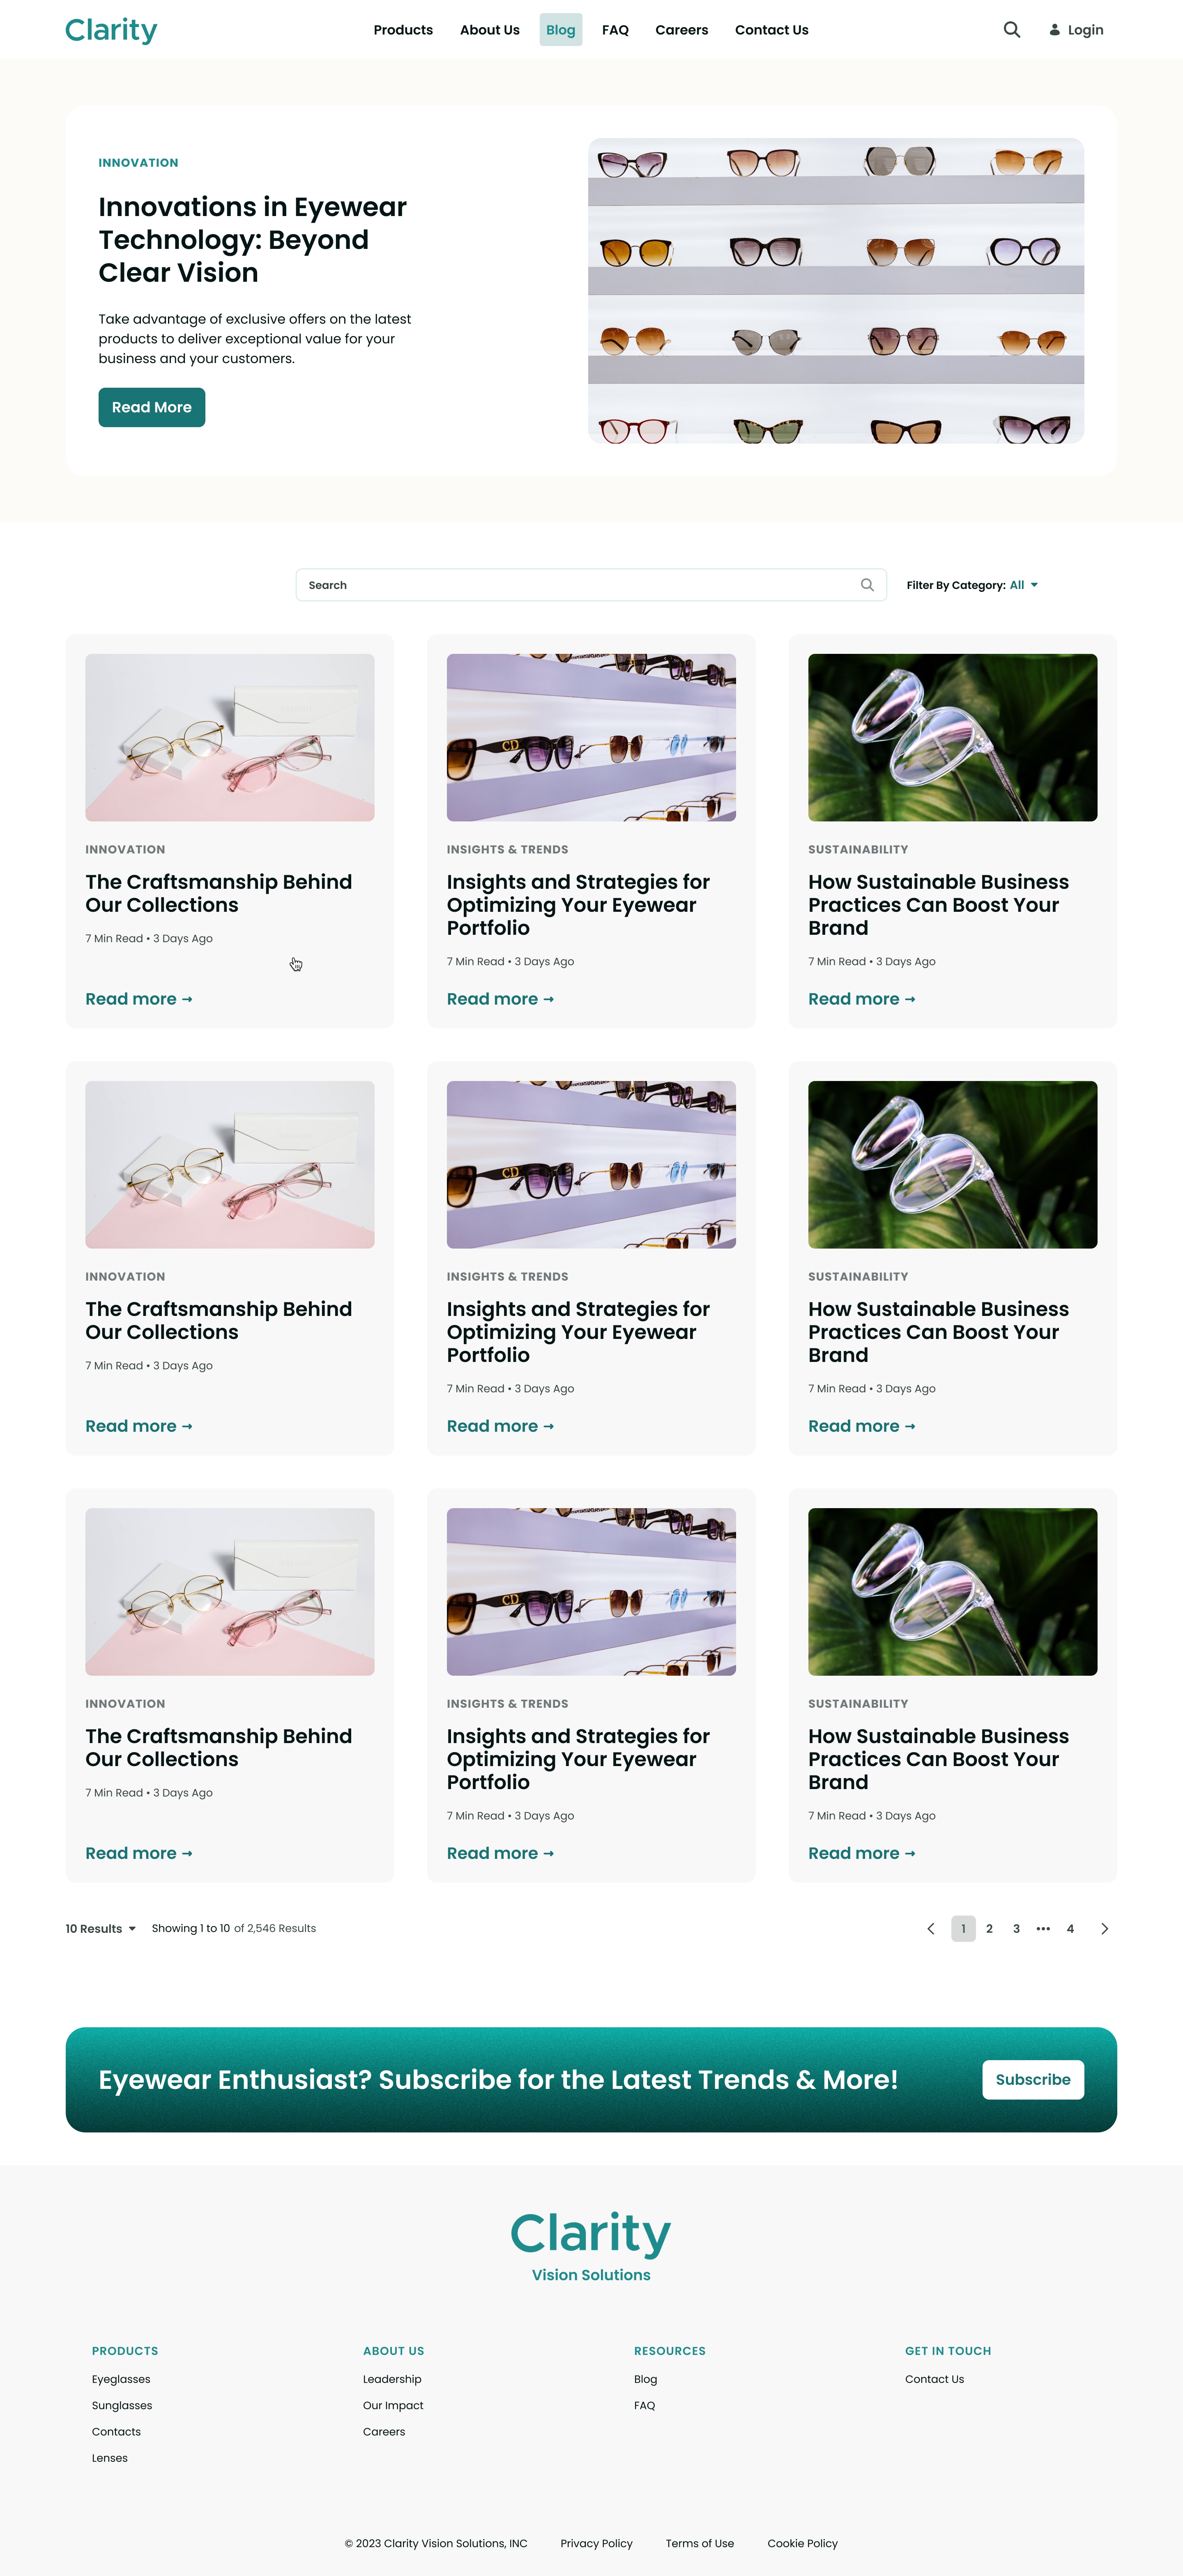 Clarity
Products
About Us
Blog
FAQ
Careers
Contact Us
Login
INNOVATION
Innovations in Eyewear
Technology: Beyond
Clear Vision
Take advantage of exclusive offers on the latest
products to deliver exceptional value for your
business and your customers.
Read More
Search
Filter By Category: All
CD
INNOVATION
The Craftsmanship Behind
Our Collections
7 Min Read • 3 Days Ago
Read more →
INSIGHTS & TRENDS
Insights and Strategies for
Optimizing Your Eyewear
Portfolio
7 Min Read • 3 Days Ago
Read more →
SUSTAINABILITY
How Sustainable Business
Practices Can Boost Your
Brand
7 Min Read • 3 Days Ago
Read more →
CD
INNOVATION
The Craftsmanship Behind
Our Collections
7 Min Read • 3 Days Ago
Read more →
INSIGHTS & TRENDS
Insights and Strategies for
Optimizing Your Eyewear
Portfolio
7 Min Read • 3 Days Ago
Read more →
SUSTAINABILITY
How Sustainable Business
Practices Can Boost Your
Brand
7 Min Read • 3 Days Ago
Read more →
CD
INNOVATION
The Craftsmanship Behind
Our Collections
7 Min Read • 3 Days Ago
Read more →
INSIGHTS & TRENDS
Insights and Strategies for
Optimizing Your Eyewear
Portfolio
7 Min Read • 3 Days Ago
Read more →
SUSTAINABILITY
How Sustainable Business
Practices Can Boost Your
Brand
7 Min Read • 3 Days Ago
Read more →
10 Results
Showing 1 to 10 of 2,546 Results
1 2 3 ••• 4
Eyewear Enthusiast? Subscribe for the Latest Trends & More!
Subscribe
Clarity
Vision Solutions
PRODUCTS
Eyeglasses
Sunglasses
Contacts
Lenses
ABOUT US
Leadership
Our Impact
Careers
RESOURCES
Blog
FAQ
GET IN TOUCH
Contact Us
© 2023 Clarity Vision Solutions, INC
Privacy Policy
Terms of Use
Cookie Policy